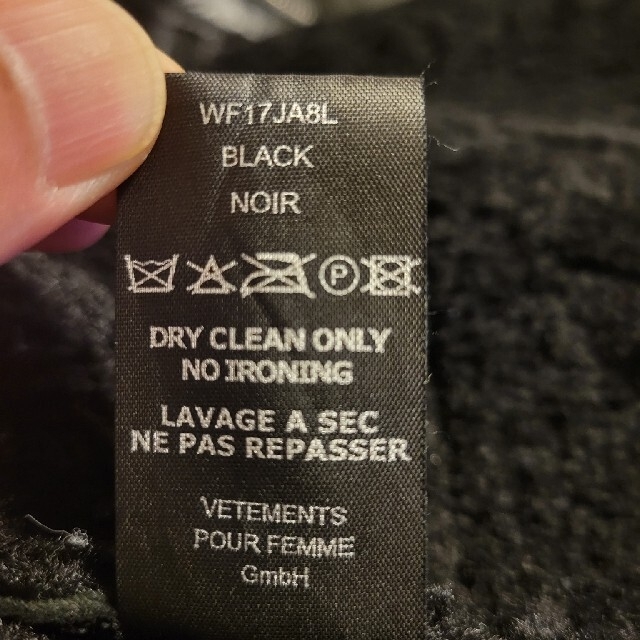 WF17JA8L
BLACK
NOIR
P
DRY CLEAN ONLY
NO IRONING
LAVAGE A SEC
NE PAS REPASSER
VETEMENTS
POUR FEMME
GmbH